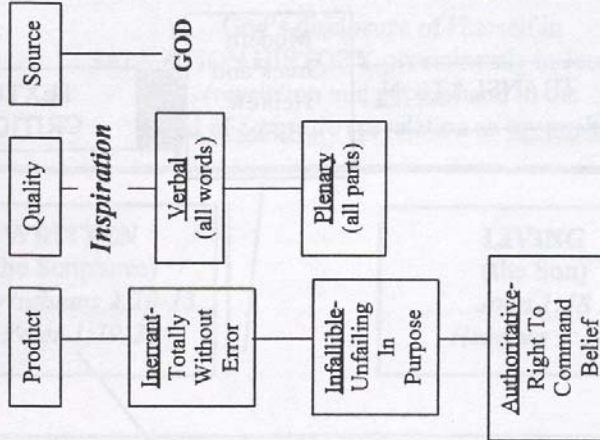 Product
Inerrant-
Totally
Without
Error
Infallible-
Unfailing
In
Purpose
Authoritative-
Right To
Command
Belief
Quality
Inspiration
Verbal
(all words)
Plenary
(all parts)
Source
GOD